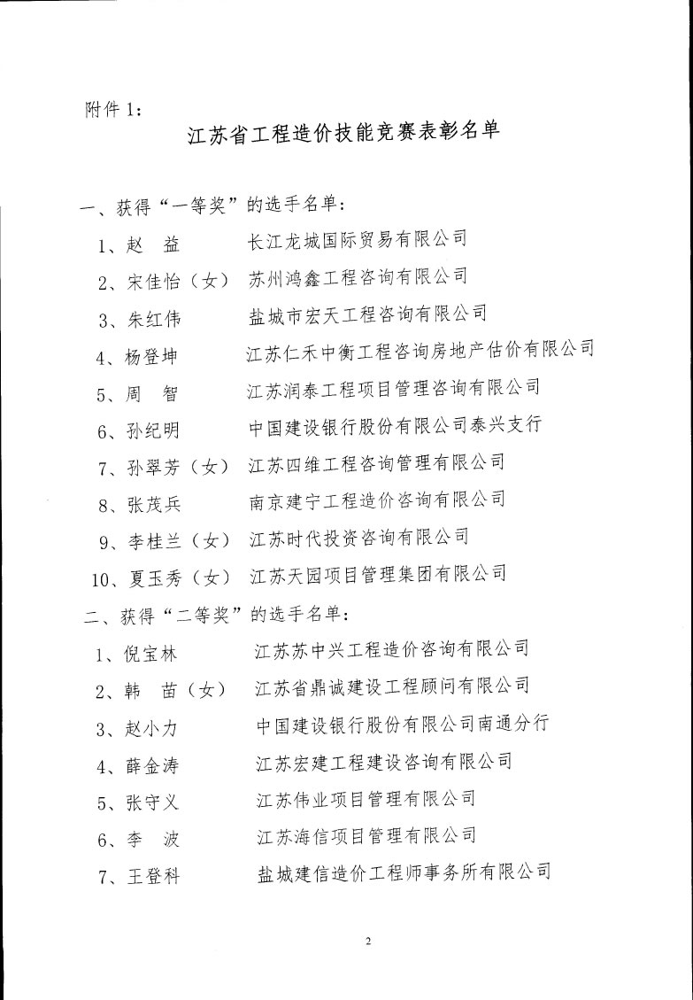 附件 1：
江苏省工程造价技能竞赛表彰名单
一、获得“一等奖”的选手名单：
1、赵　益　　长江龙城国际贸易有限公司
2、宋佳怡（女）　苏州鸿鑫工程咨询有限公司
3、朱红伟　　盐城市宏天工程咨询有限公司
4、杨登坤　　江苏仁禾中衡工程咨询房地产估价有限公司
5、周　智　　江苏润泰工程项目管理咨询有限公司
6、孙纪明　　中国建设银行股份有限公司泰兴支行
7、孙翠芳（女）　江苏四维工程咨询管理有限公司
8、张茂兵　　南京建宁工程造价咨询有限公司
9、李桂兰（女）　江苏时代投资咨询有限公司
10、夏玉秀（女）　江苏天园项目管理集团有限公司
二、获得“二等奖”的选手名单：
1、倪宝林　　江苏苏中兴工程造价咨询有限公司
2、韩　苗（女）　江苏省鼎诚建设工程顾问有限公司
3、赵小力　　中国建设银行股份有限公司南通分行
4、薛金涛　　江苏宏建工程建设咨询有限公司
5、张守义　　江苏伟业项目管理有限公司
6、李　波　　江苏海信项目管理有限公司
7、王登科　　盐城建信造价工程师事务所有限公司
2